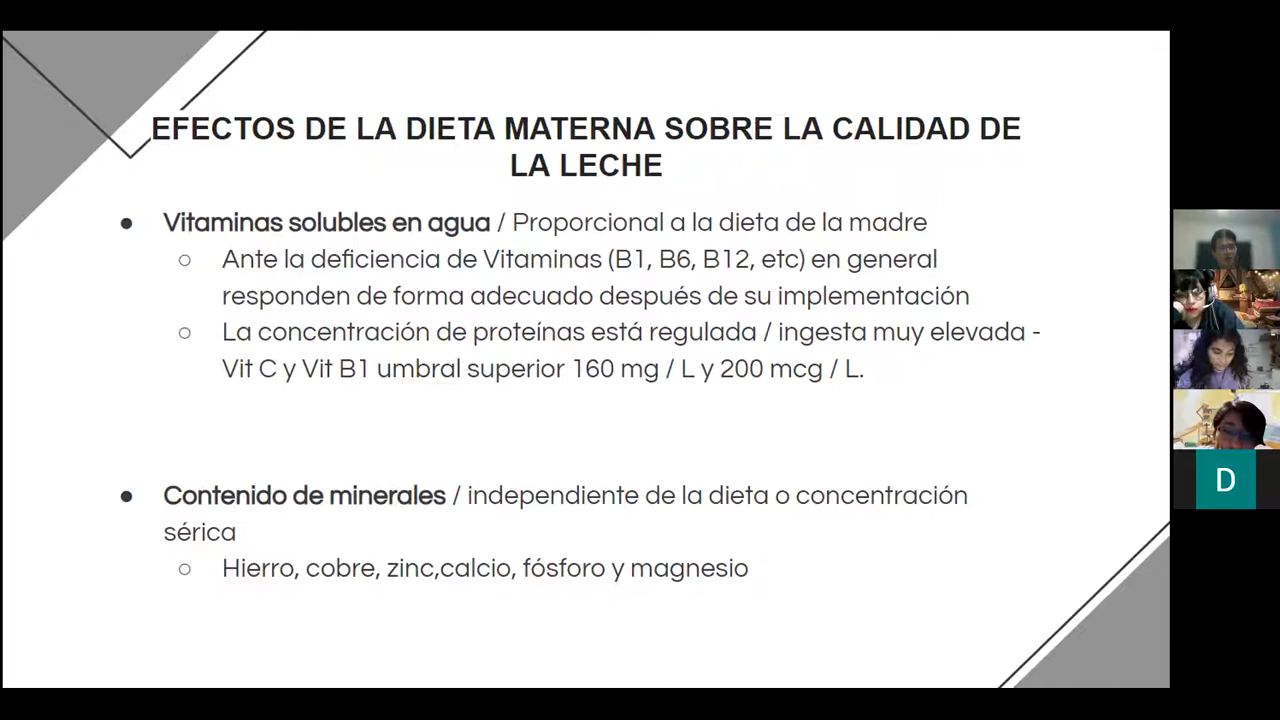 EFECTOS DE LA DIETA MATERNA SOBRE LA CALIDAD DE
LA LECHE
● Vitaminas solubles en agua / Proporcional a la dieta de la madre
○ Ante la deficiencia de Vitaminas (B1, B6, B12, etc) en general
responden de forma adecuado después de su implementación
○ La concentración de proteínas está regulada / ingesta muy elevada -
Vit C y Vit B1 umbral superior 160 mg / L y 200 mcg / L.
● Contenido de minerales / independiente de la dieta o concentración
sérica
○ Hierro, cobre, zinc,calcio, fósforo y magnesio
D